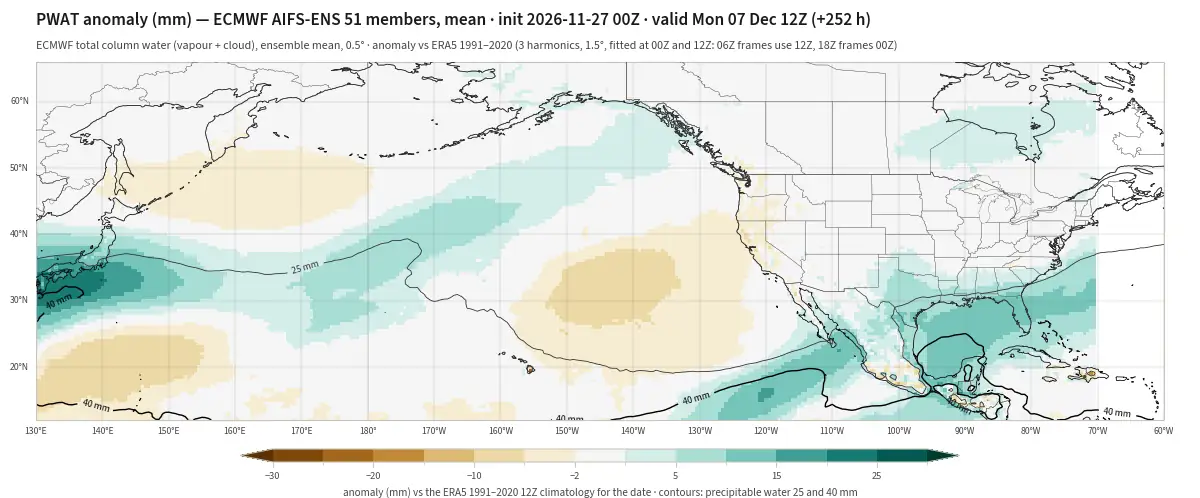 PWAT anomaly (mm) — ECMWF AIFS-ENS 51 members, mean · init 2026-11-27 00Z · valid Mon 07 Dec 12Z (+252 h)
ECMWF total column water (vapour + cloud), ensemble mean, 0.5° · anomaly vs ERA5 1991–2020 (3 harmonics, 1.5°, fitted at 00Z and 12Z: 06Z frames use 12Z, 18Z frames 00Z)
60°N
50°N
40°N
25 mm
30°N
40 mm
20°N
40 mm
40 mm
40 mm
40 mm
130°E 140°E 150°E 160°E 170°E 180° 170°W 160°W 150°W 140°W 130°W 120°W 110°W 100°W 90°W 80°W 70°W 60°W
−30 −20 −10 −2 5 15 25
anomaly (mm) vs the ERA5 1991–2020 12Z climatology for the date · contours: precipitable water 25 and 40 mm